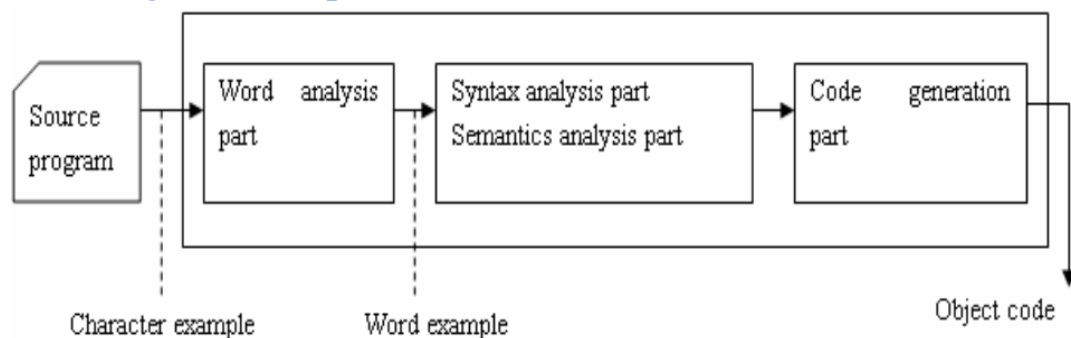 Source
program
Word analysis
part
Syntax analysis part
Semantics analysis part
Code generation
part
Character example
Word example
Object code